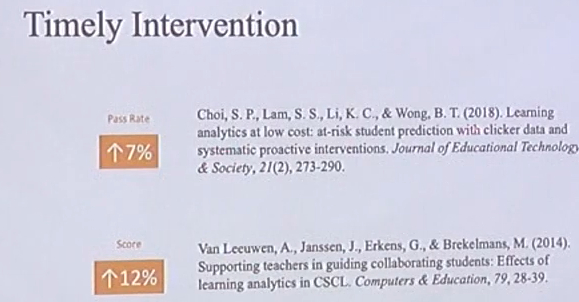 Timely Intervention
Pass Rate
↑7%
Choi, S. P., Lam, S. S., Li, K. C., & Wong, B. T. (2018). Learning
analytics at low cost: at-risk student prediction with clicker data and
systematic proactive interventions. Journal of Educational Technology
& Society, 21(2), 273-290.
Score
↑12%
Van Leeuwen, A., Janssen, J., Erkens, G., & Brekelmans, M. (2014).
Supporting teachers in guiding collaborating students: Effects of
learning analytics in CSCL. Computers & Education, 79, 28-39.